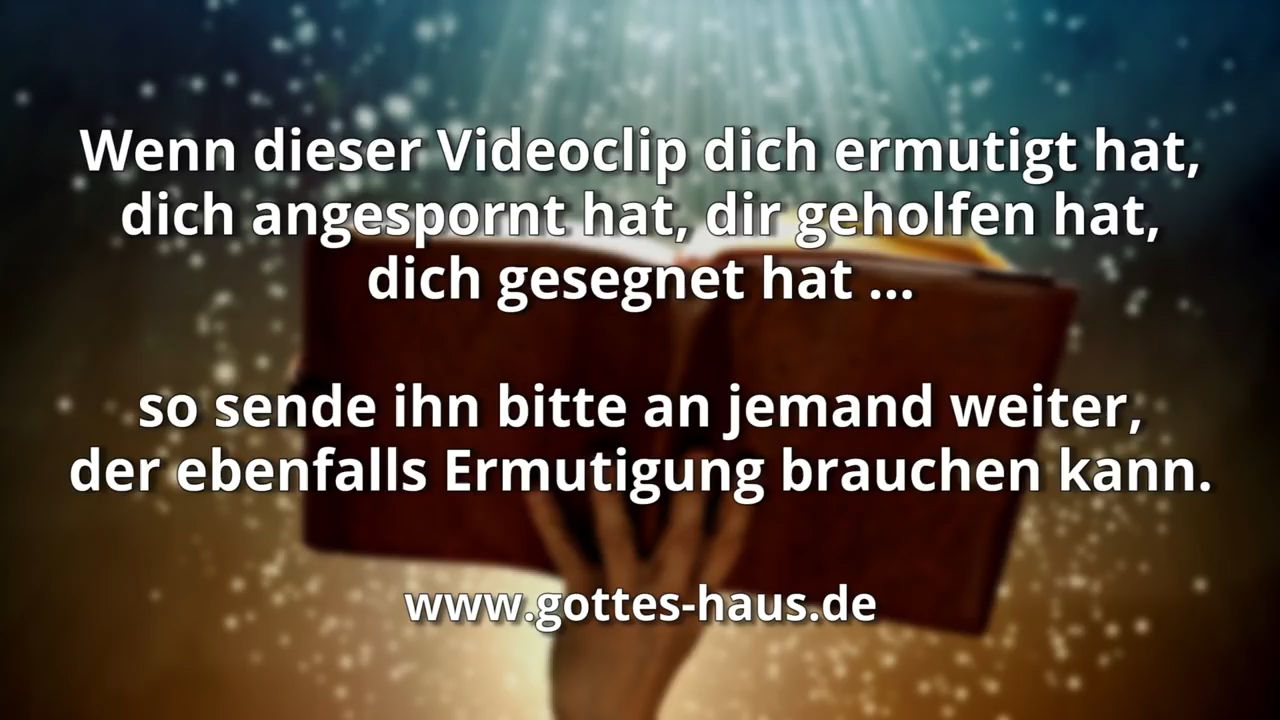 Wenn dieser Videoclip dich ermutigt hat,
dich angespornt hat, dir geholfen hat,
dich gesegnet hat ...
so sende ihn bitte an jemand weiter,
der ebenfalls Ermutigung brauchen kann.
www.gottes-haus.de